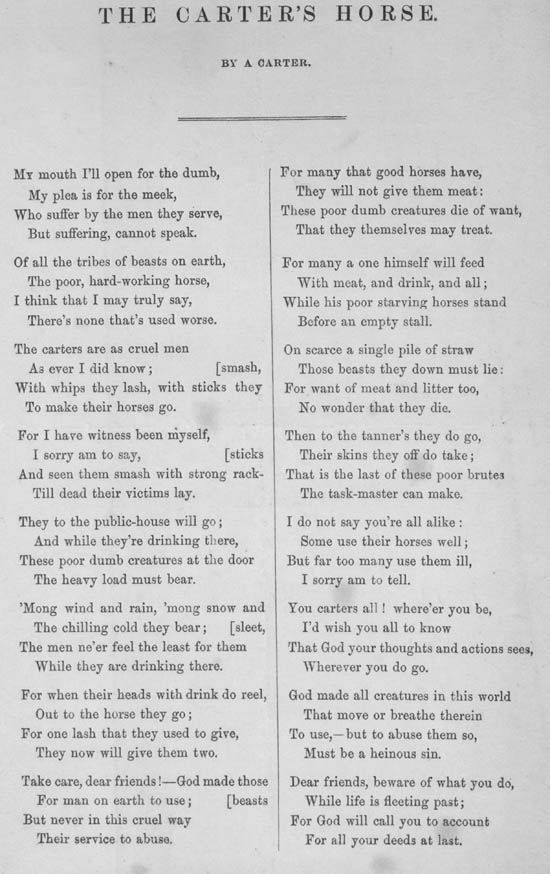 THE CARTER'S HORSE.
BY A CARTER.
My mouth I'll open for the dumb,
My plea is for the meek,
Who suffer by the men they serve,
But suffering, cannot speak.
Of all the tribes of beasts on earth,
The poor, hard-working horse,
I think that I may truly say,
There's none that's used worse.
The carters are as cruel men
As ever I did know; [smash,
With whips they lash, with sticks they
To make their horses go.
For I have witness been myself,
I sorry am to say, [sticks
And seen them smash with strong rack-
Till dead their victims lay.
They to the public-house will go;
And while they're drinking there,
These poor dumb creatures at the door
The heavy load must bear.
'Mong wind and rain, 'mong snow and
The chilling cold they bear; [sleet,
The men ne'er feel the least for them
While they are drinking there.
For when their heads with drink do reel,
Out to the horse they go;
For one lash that they used to give,
They now will give them two.
Take care, dear friends!—God made those
For man on earth to use; [beasts
But never in this cruel way
Their service to abuse.
For many that good horses have,
They will not give them meat:
These poor dumb creatures die of want,
That they themselves may treat.
For many a one himself will feed
With meat, and drink, and all;
While his poor starving horses stand
Before an empty stall.
On scarce a single pile of straw
Those beasts they down must lie:
For want of meat and litter too,
No wonder that they die.
Then to the tanner's they do go,
Their skins they off do take;
That is the last of these poor brutes
The task-master can make.
I do not say you're all alike:
Some use their horses well;
But far too many use them ill,
I sorry am to tell.
You carters all! where'er you be,
I'd wish you all to know
That God your thoughts and actions sees,
Wherever you do go.
God made all creatures in this world
That move or breathe therein
To use,—but to abuse them so,
Must be a heinous sin.
Dear friends, beware of what you do,
While life is fleeting past;
For God will call you to account
For all your deeds at last.